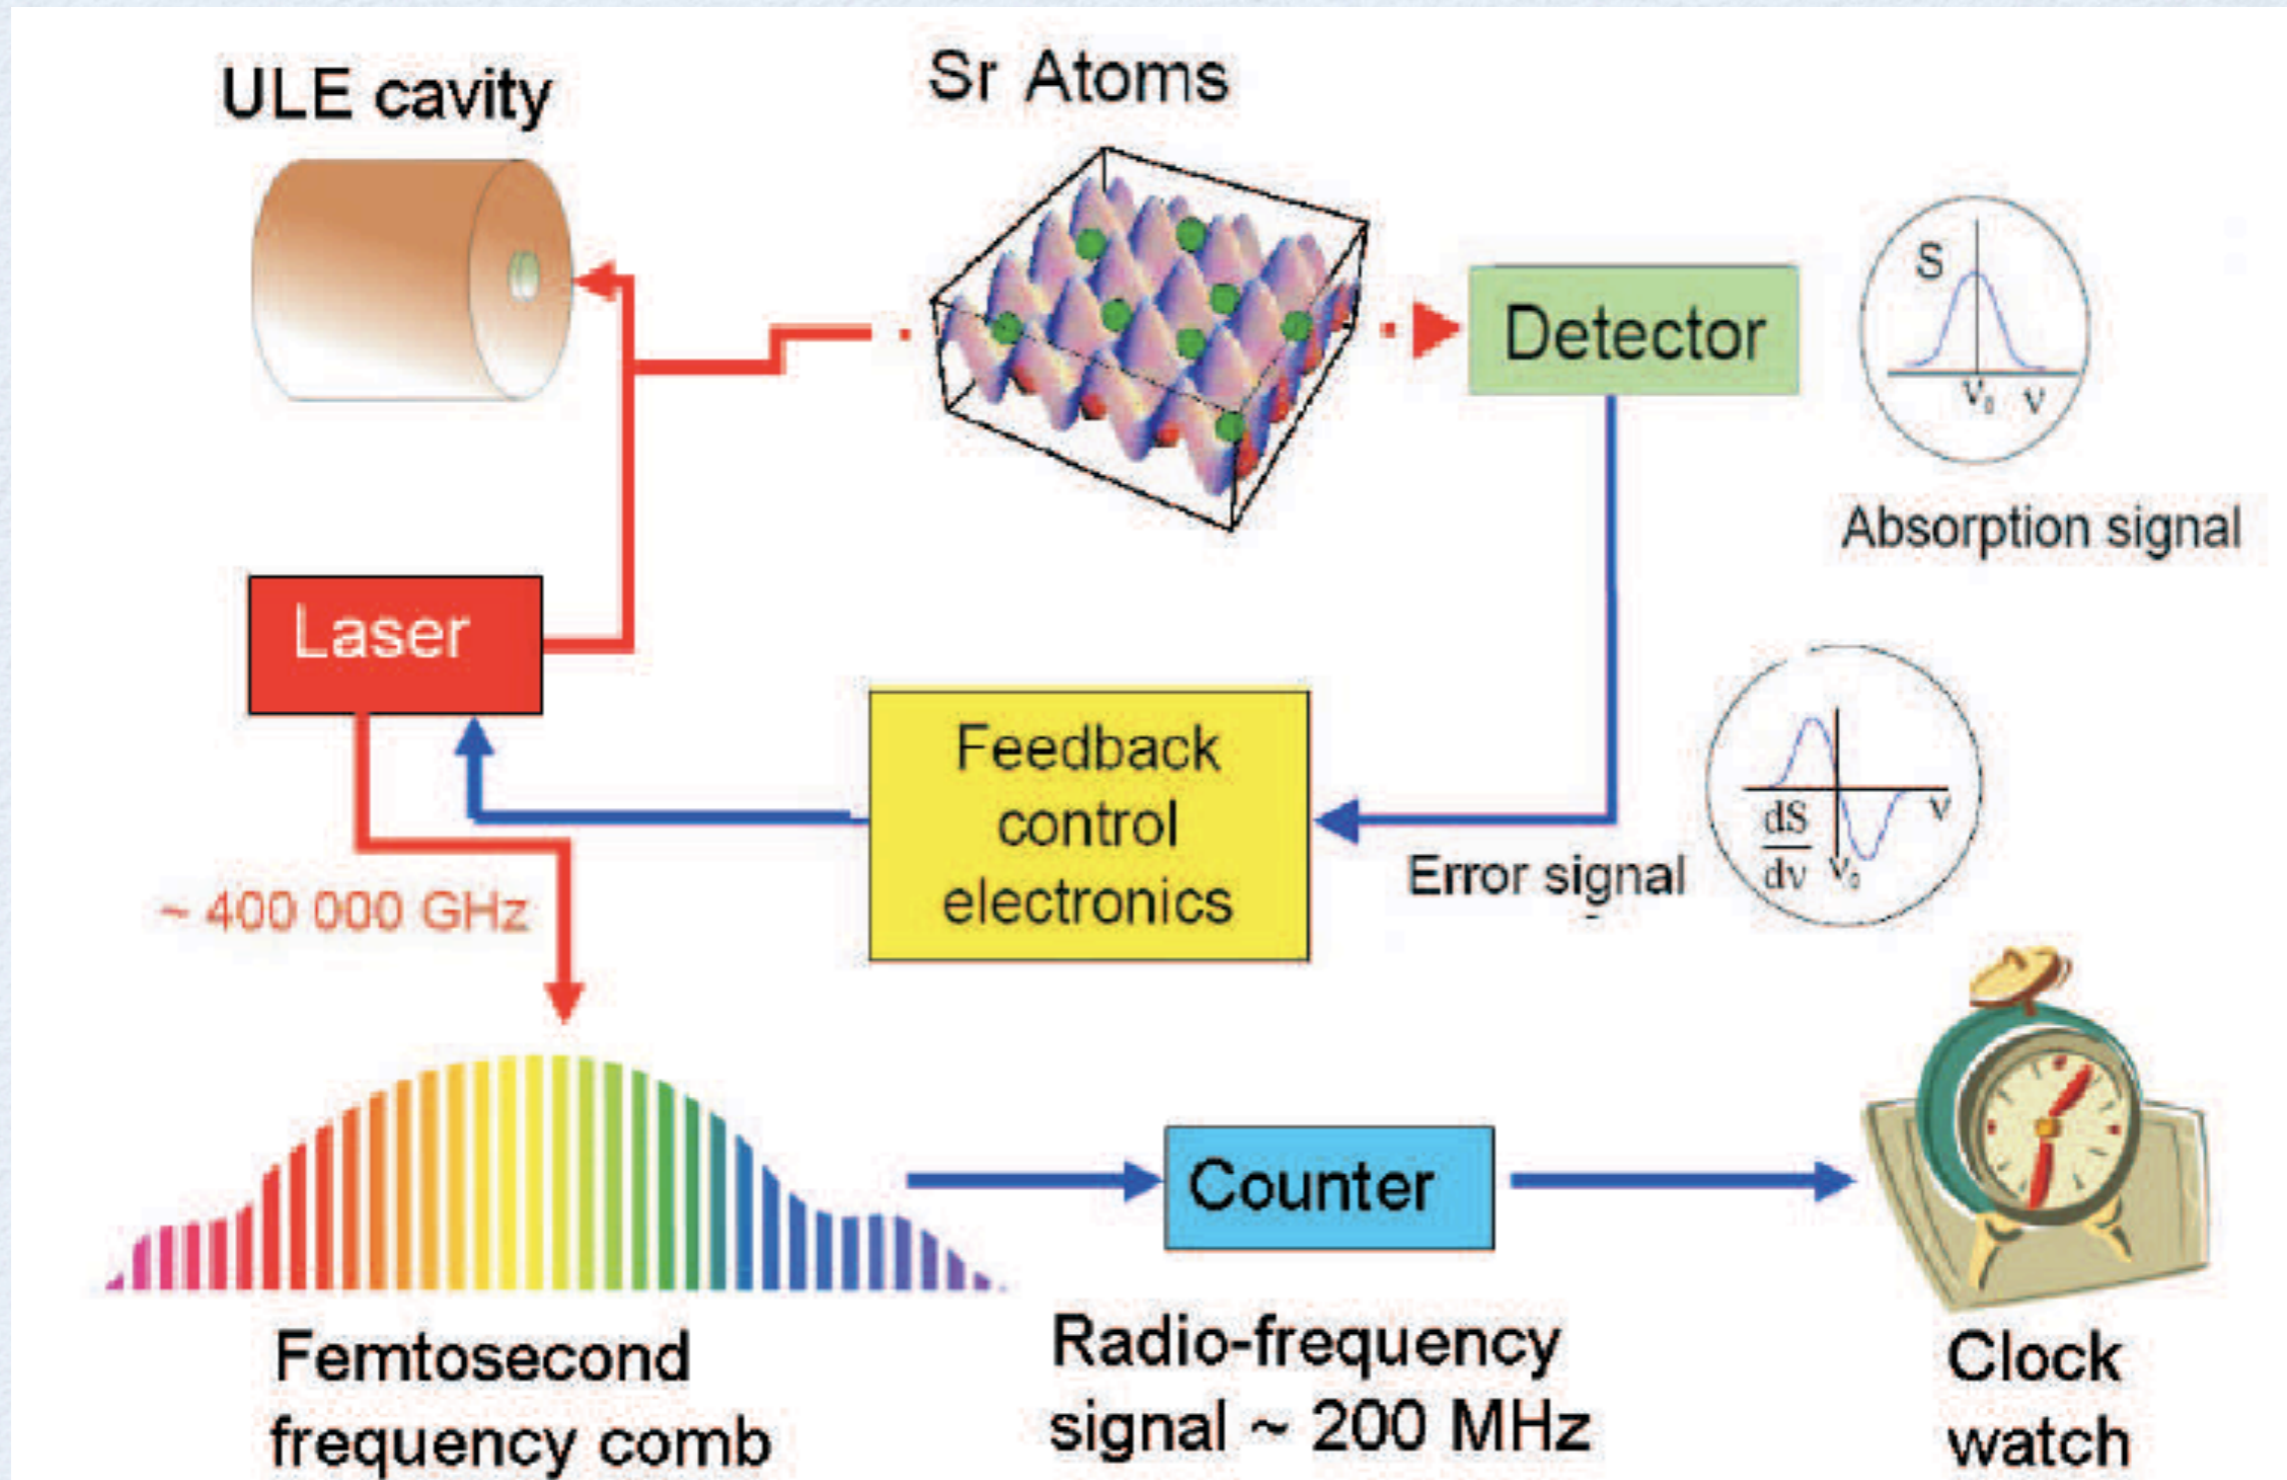 ULE cavity
Sr Atoms
Detector
S
ν₀ ν
Absorption signal
Laser
Feedback
control
electronics
Error signal
dS
dν
ν₀
ν
~ 400 000 GHz
Counter
Femtosecond
frequency comb
Radio-frequency
signal ~ 200 MHz
Clock
watch